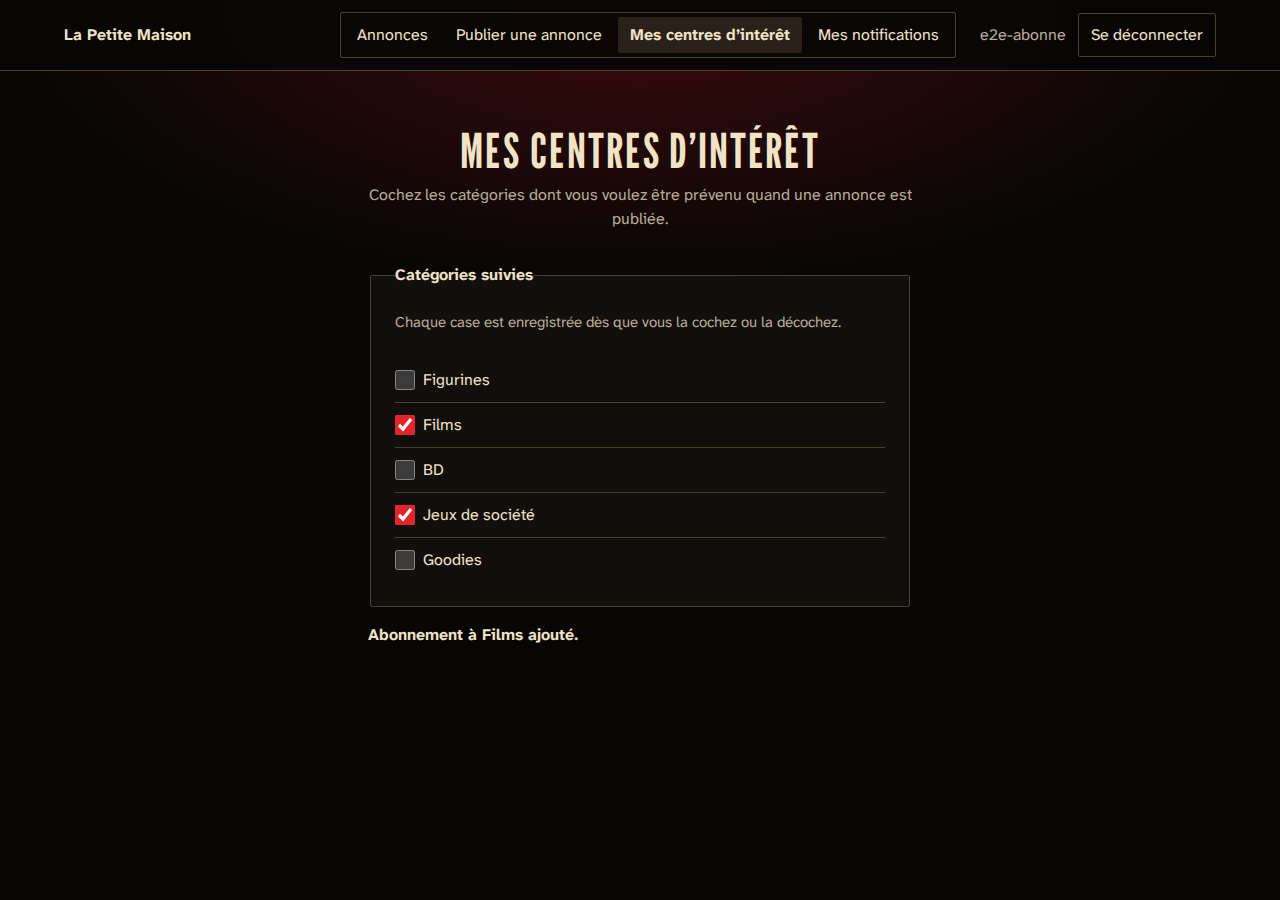 La Petite Maison
Annonces
Publier une annonce
Mes centres d’intérêt
Mes notifications
e2e-abonne
Se déconnecter
MES CENTRES D’INTÉRÊT
Cochez les catégories dont vous voulez être prévenu quand une annonce est
publiée.
Catégories suivies
Chaque case est enregistrée dès que vous la cochez ou la décochez.
Figurines
Films
BD
Jeux de société
Goodies
Abonnement à Films ajouté.